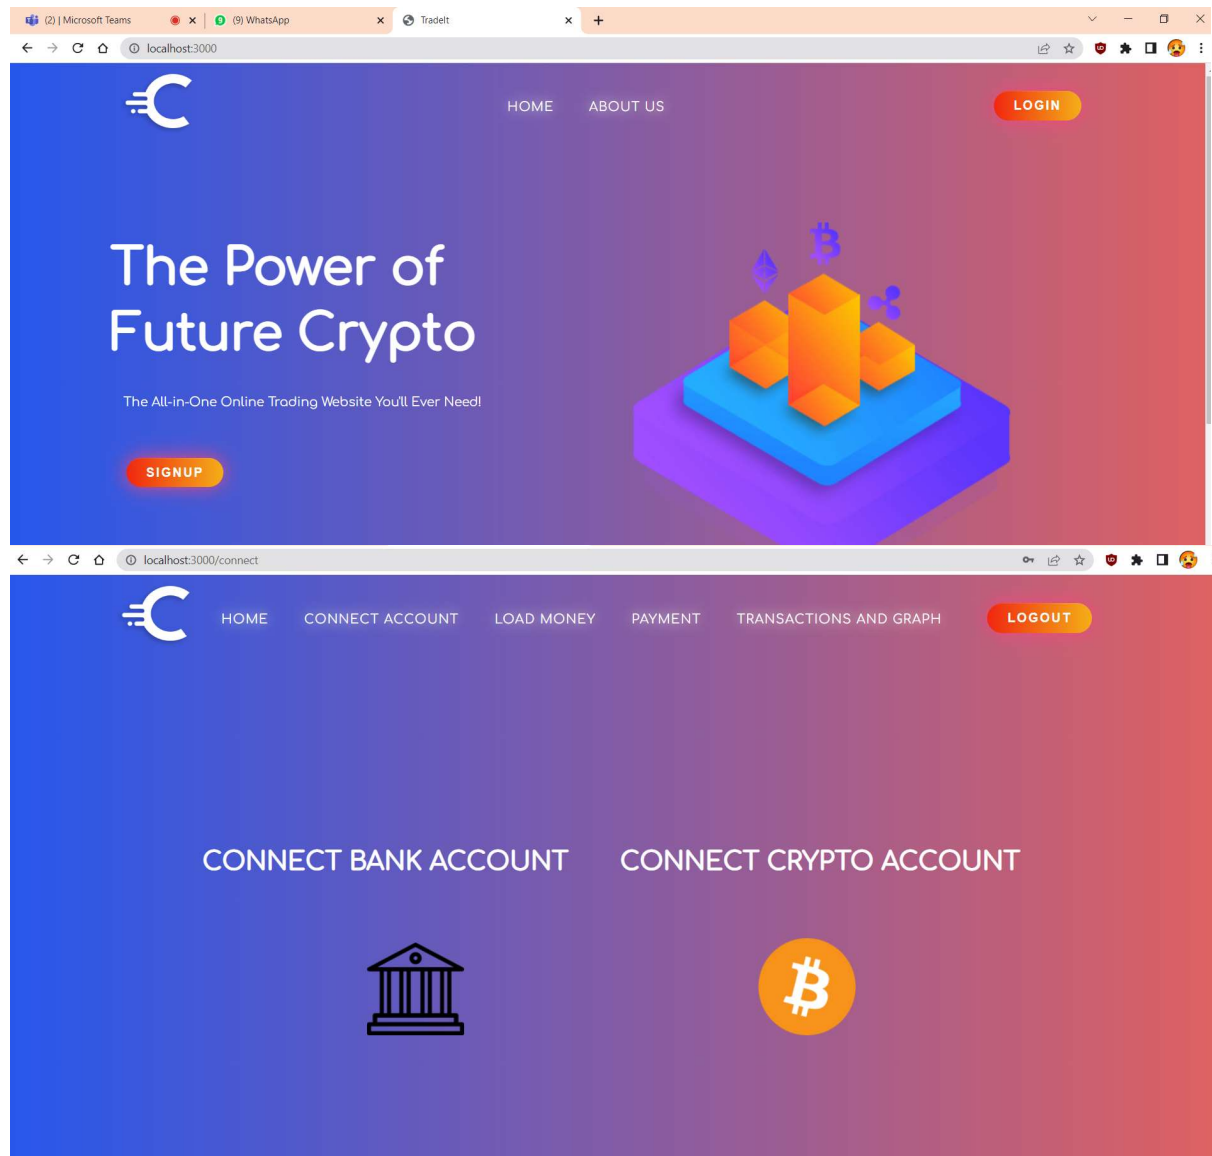 (2) | Microsoft Teams
(9) WhatsApp
TradeIt
localhost:3000
HOME ABOUT US LOGIN
The Power of
Future Crypto
The All-in-One Online Trading Website You'll Ever Need!
SIGNUP
localhost:3000/connect
HOME CONNECT ACCOUNT LOAD MONEY PAYMENT TRANSACTIONS AND GRAPH LOGOUT
CONNECT BANK ACCOUNT CONNECT CRYPTO ACCOUNT